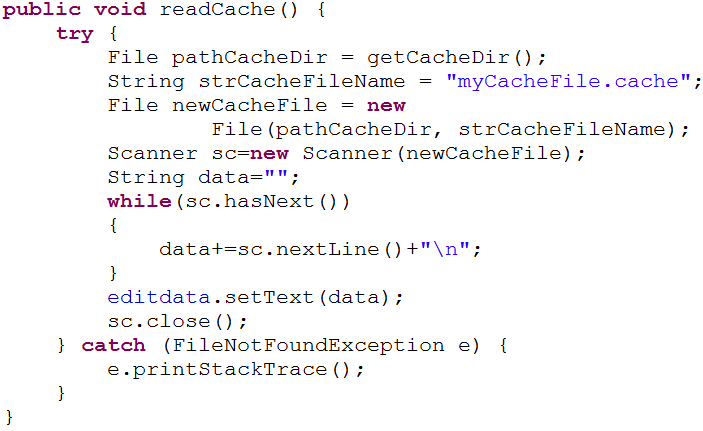 public void readCache() {
    try {
        File pathCacheDir = getCacheDir();
        String strCacheFileName = "myCacheFile.cache";
        File newCacheFile = new
                File(pathCacheDir, strCacheFileName);
        Scanner sc=new Scanner(newCacheFile);
        String data="";
        while(sc.hasNext())
        {
            data+=sc.nextLine()+"\n";
        }
        editdata.setText(data);
        sc.close();
    } catch (FileNotFoundException e) {
        e.printStackTrace();
    }
}